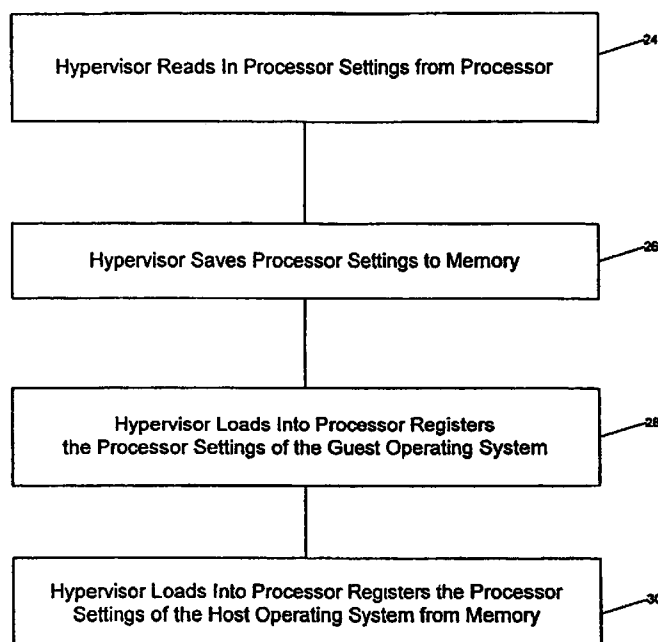 Hypervisor Reads In Processor Settings from Processor
24
Hypervisor Saves Processor Settings to Memory
26
Hypervisor Loads Into Processor Registers
the Processor Settings of the Guest Operating System
28
Hypervisor Loads Into Processor Registers the Processor
Settings of the Host Operating System from Memory
30